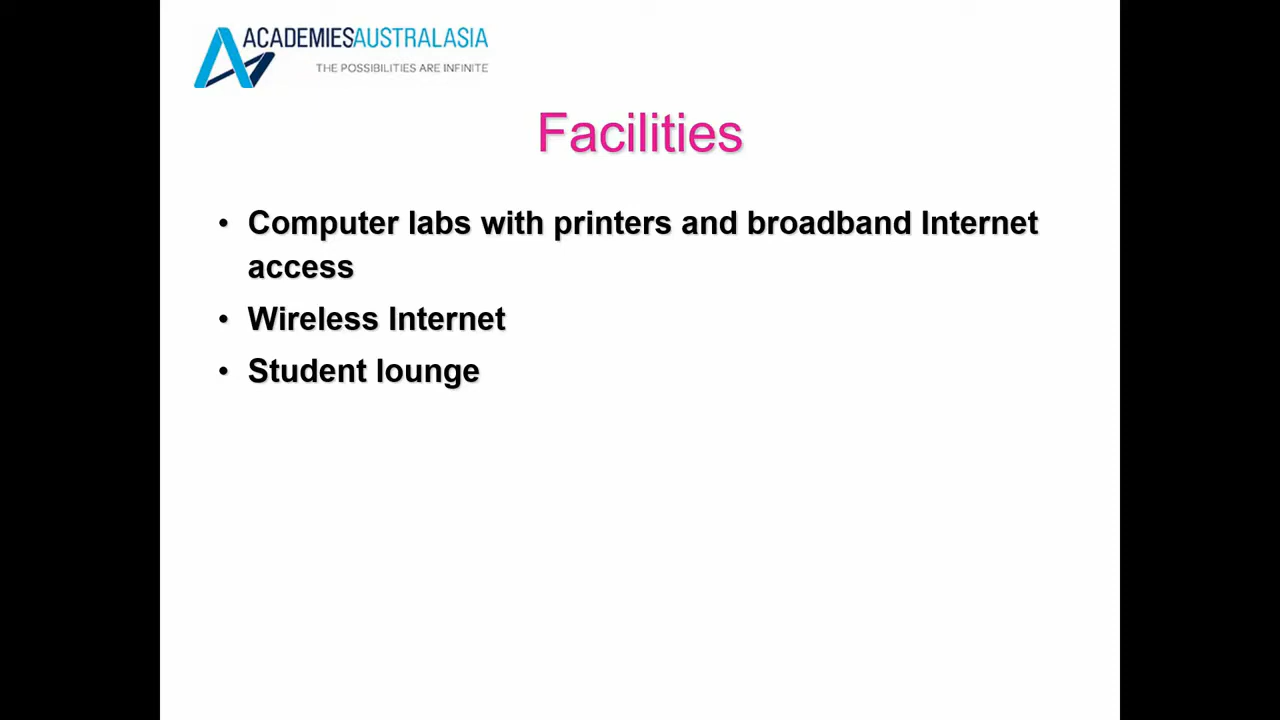 ACADEMIESAUSTRALASIA
THE POSSIBILITIES ARE INFINITE
Facilities
• Computer labs with printers and broadband Internet
access
• Wireless Internet
• Student lounge